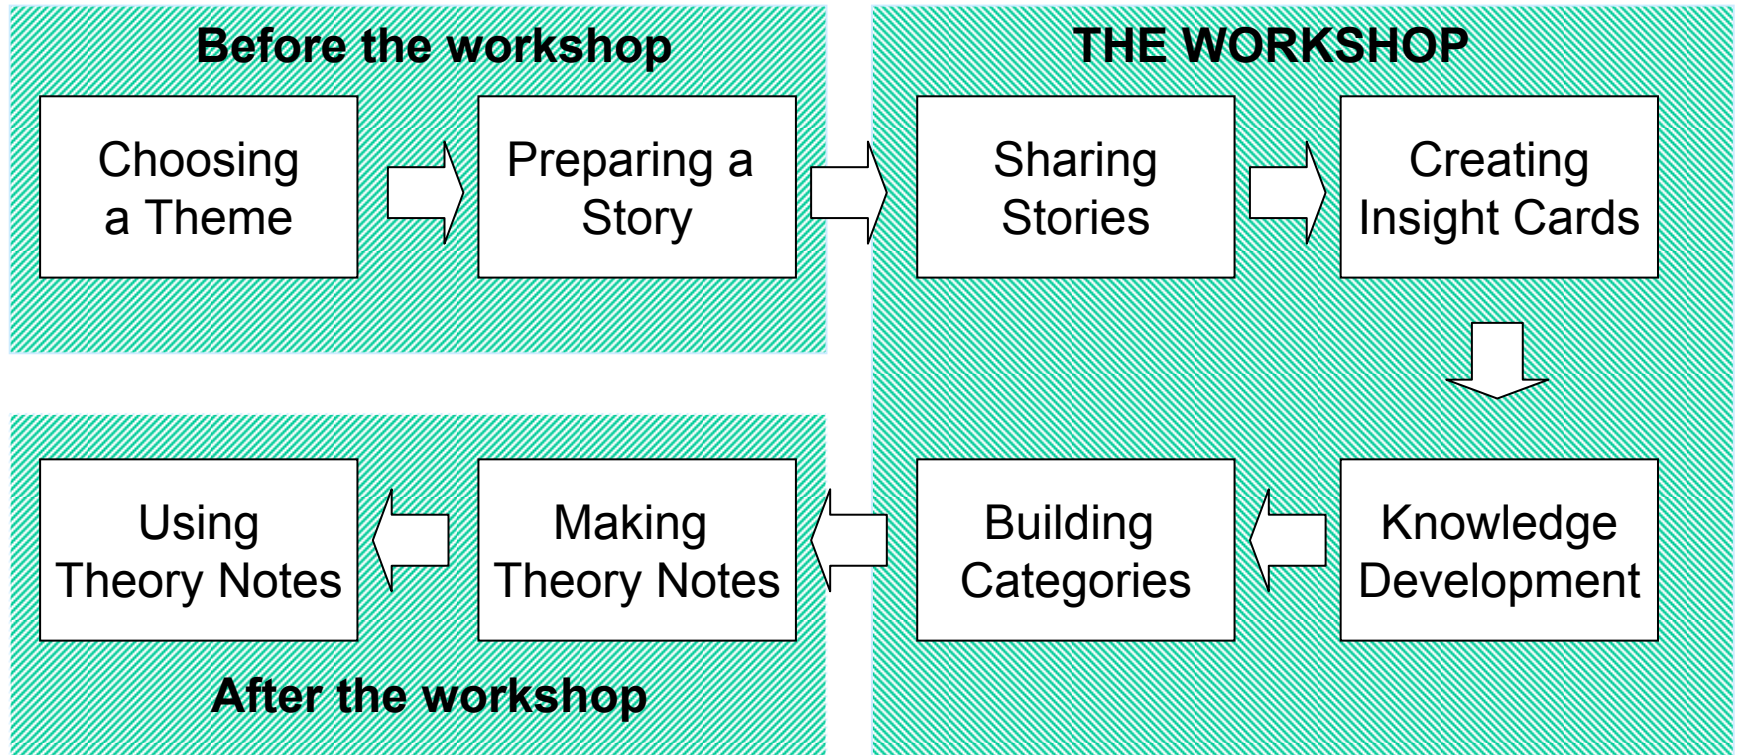 Before the workshop
Choosing
a Theme
Preparing a
Story
THE WORKSHOP
Sharing
Stories
Creating
Insight Cards
Knowledge
Development
Building
Categories
Making
Theory Notes
Using
Theory Notes
After the workshop